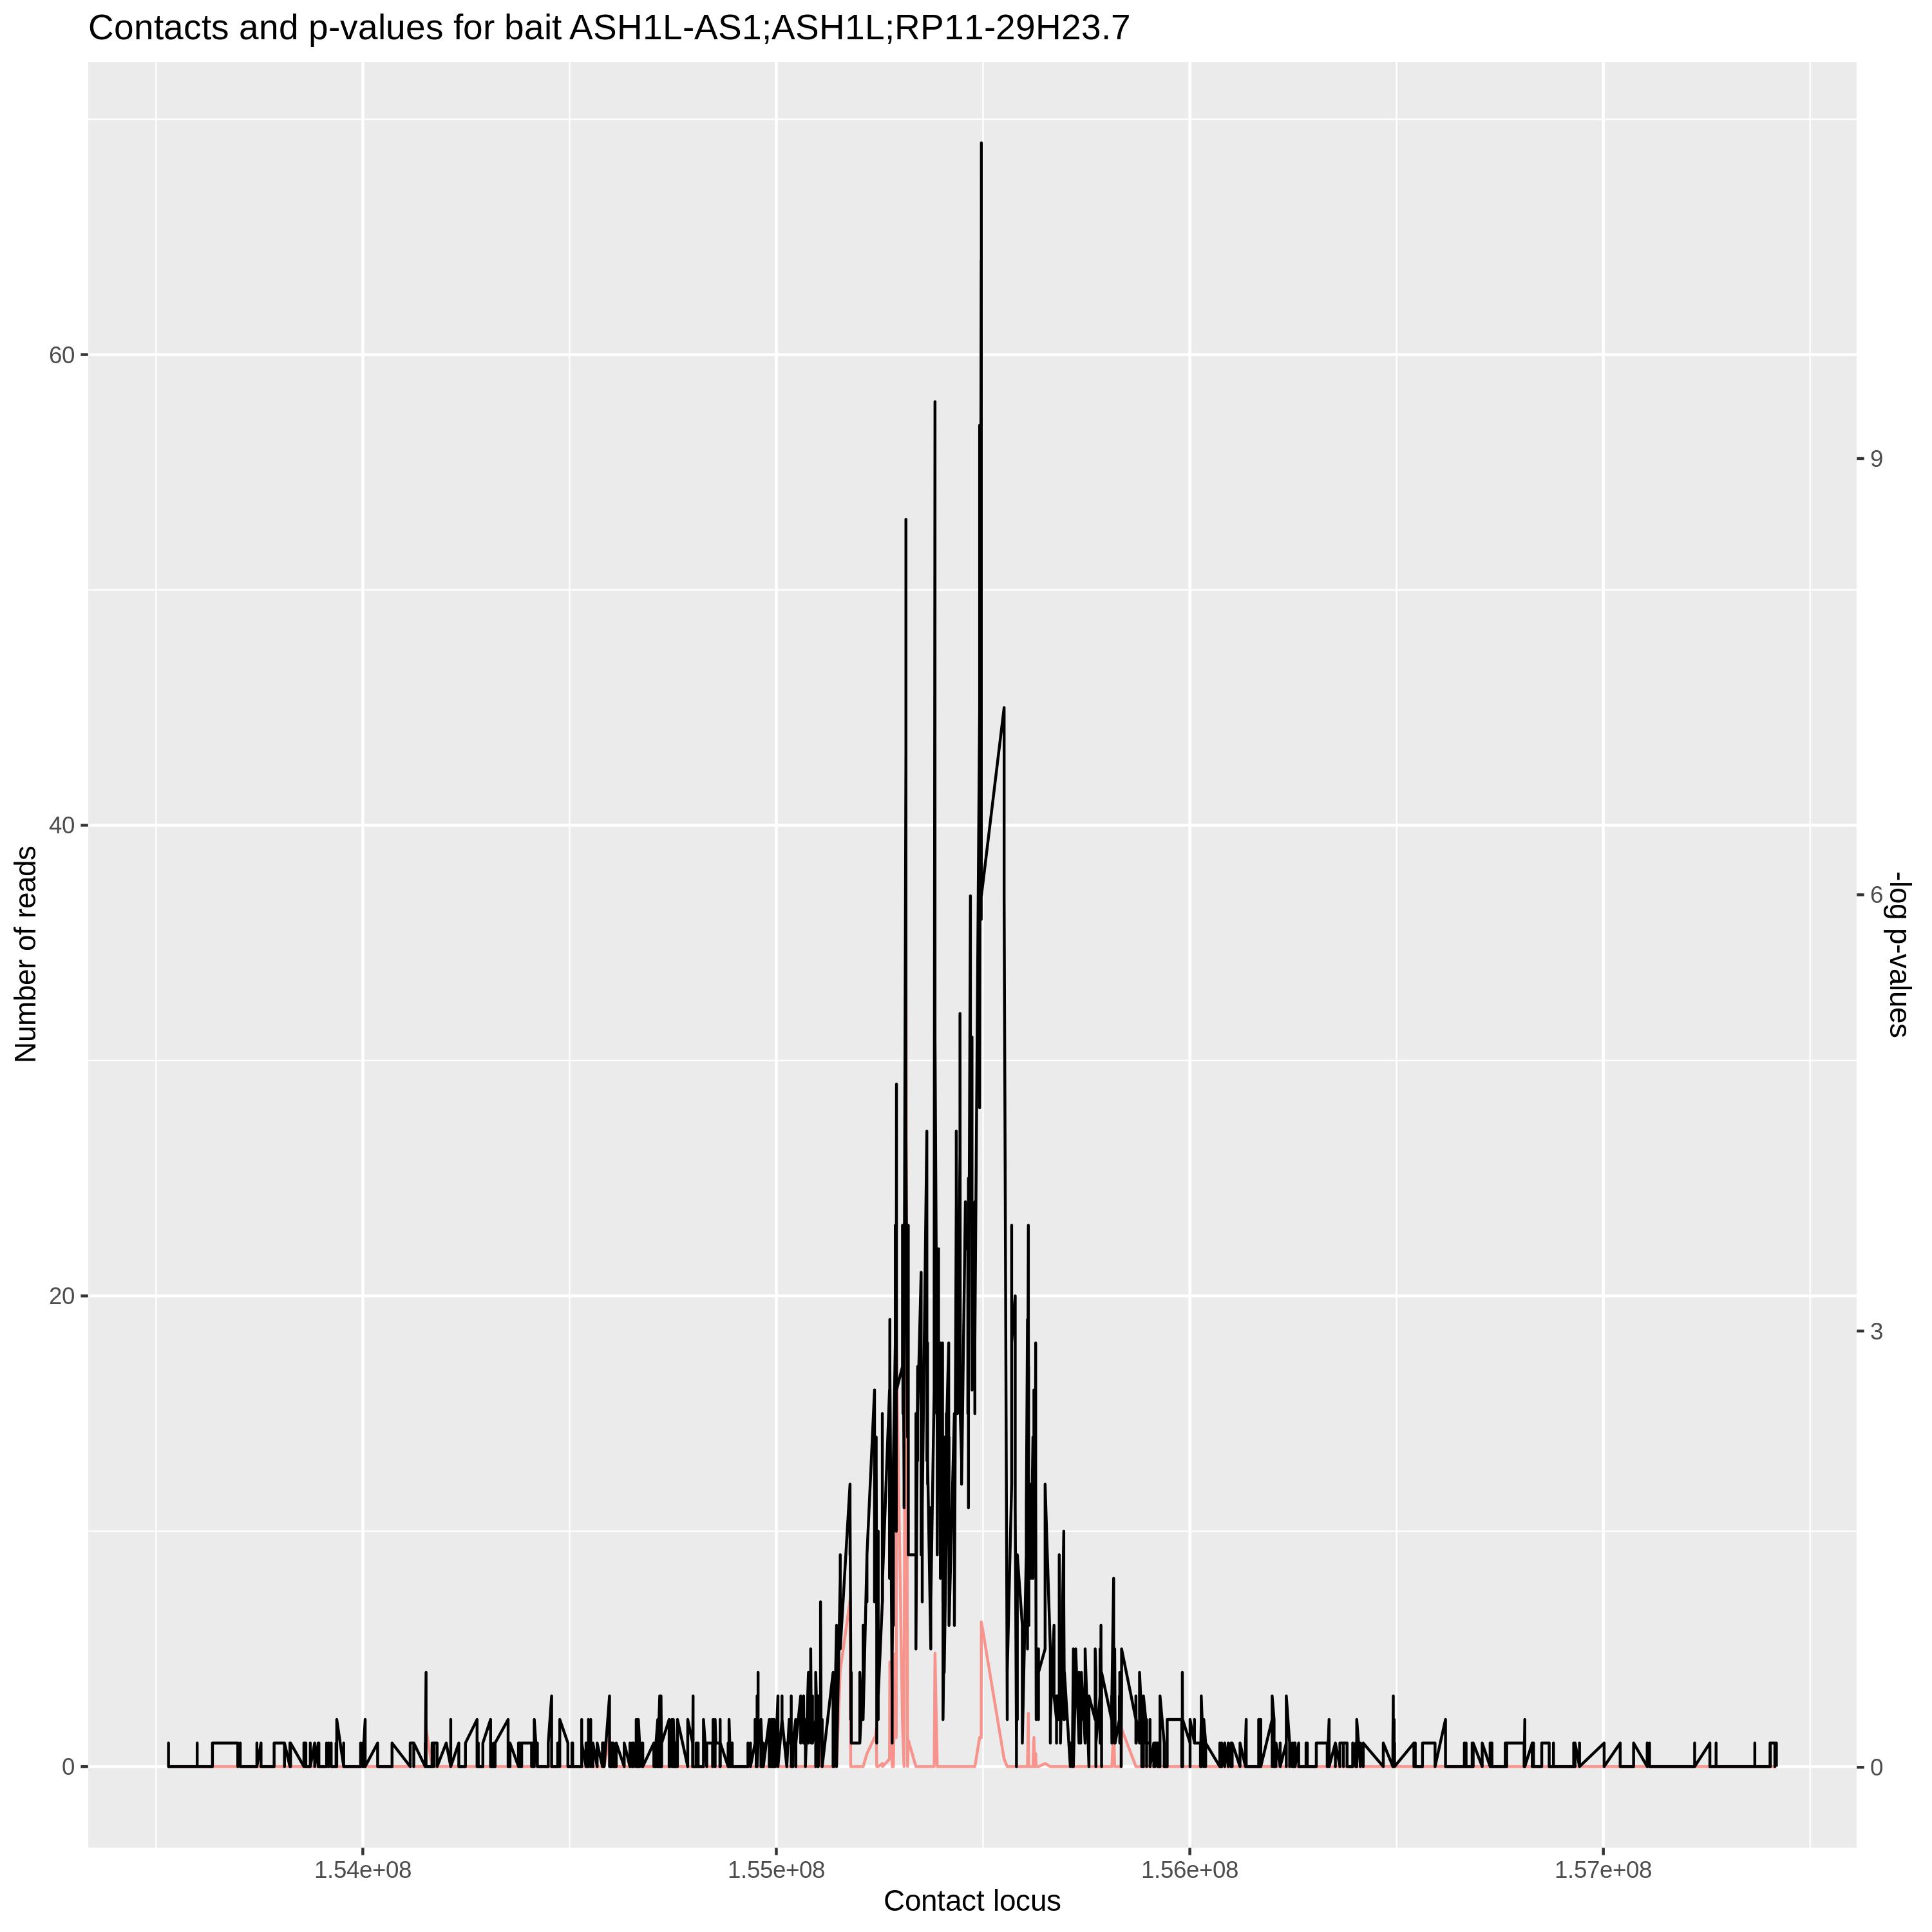 Contacts and p-values for bait ASH1L-AS1;ASH1L;RP11-29H23.7
Number of reads
60
40
20
0
-log p-values
9
6
3
0
1.54e+08 1.55e+08 1.56e+08 1.57e+08
Contact locus